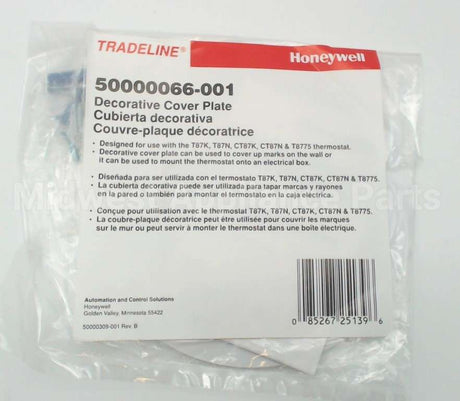 TRADELINE®
Honeywell
50000066-001
Decorative Cover Plate
Cubierta decorativa
Couvre-plaque décoratrice
• Designed for use with the T87K, T87N, CT87K, CT87N & T8775 thermostat.
• Decorative cover plate can be used to cover up marks on the wall or
it can be used to mount the thermostat onto an electrical box.
• Diseñada para ser utilizada con el termostato T87K, T87N, CT87K, CT87N & T8775.
• La cubierta decorativa puede ser utilizada para tapar marcas y rayones
en la pared o también para montar el termostato en la caja eléctrica.
• Conçue pour utilisation avec le thermostat T87K, T87N, CT87K, CT87N & T8775.
• La coubre-plaque décoratrice peut être utilisée pour couvrir les marques
sur le mur ou peut servir à monter le thermostat dans une boîte électrique.
Automation and Control Solutions
Honeywell
Golden Valley, Minnesota 55422
50000309-001 Rev. B
0 85267 25139 6